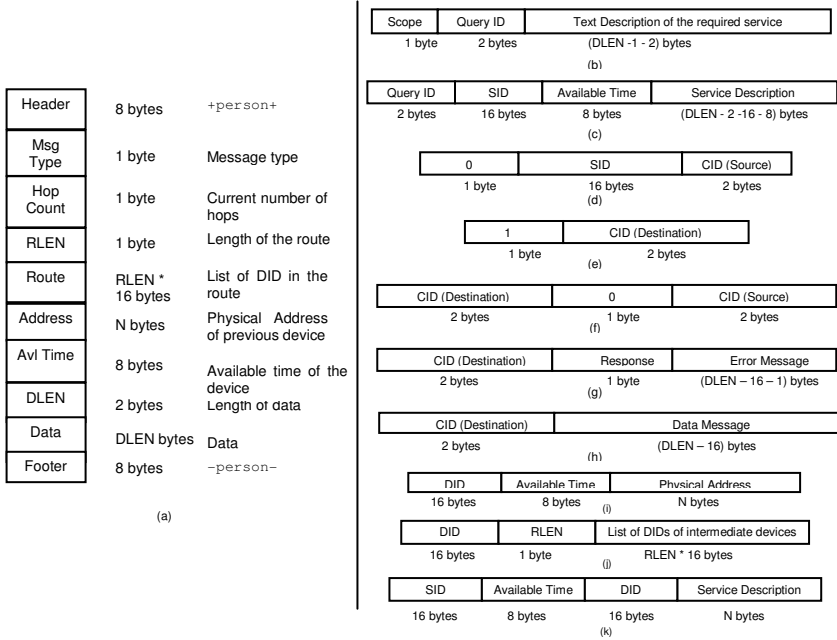 Header 8 bytes +person+
Msg Type 1 byte Message type
Hop Count 1 byte Current number of hops
RLEN 1 byte Length of the route
Route RLEN * 16 bytes List of DID in the route
Address N bytes Physical Address of previous device
Avl Time 8 bytes Available time of the device
DLEN 2 bytes Length of data
Data DLEN bytes Data
Footer 8 bytes -person-
(a)
Scope Query ID Text Description of the required service
1 byte 2 bytes (DLEN -1 - 2) bytes
(b)
Query ID SID Available Time Service Description
2 bytes 16 bytes 8 bytes (DLEN - 2 -16 - 8) bytes
(c)
0 SID CID (Source)
1 byte 16 bytes 2 bytes
(d)
1 CID (Destination)
1 byte 2 bytes
(e)
CID (Destination) 0 CID (Source)
2 bytes 1 byte 2 bytes
(f)
CID (Destination) Response Error Message
2 bytes 1 byte (DLEN – 16 – 1) bytes
(g)
CID (Destination) Data Message
2 bytes (DLEN – 16) bytes
(h)
DID Available Time Physical Address
16 bytes 8 bytes N bytes
(i)
DID RLEN List of DIDs of intermediate devices
16 bytes 1 byte RLEN * 16 bytes
(j)
SID Available Time DID Service Description
16 bytes 8 bytes 16 bytes N bytes
(k)